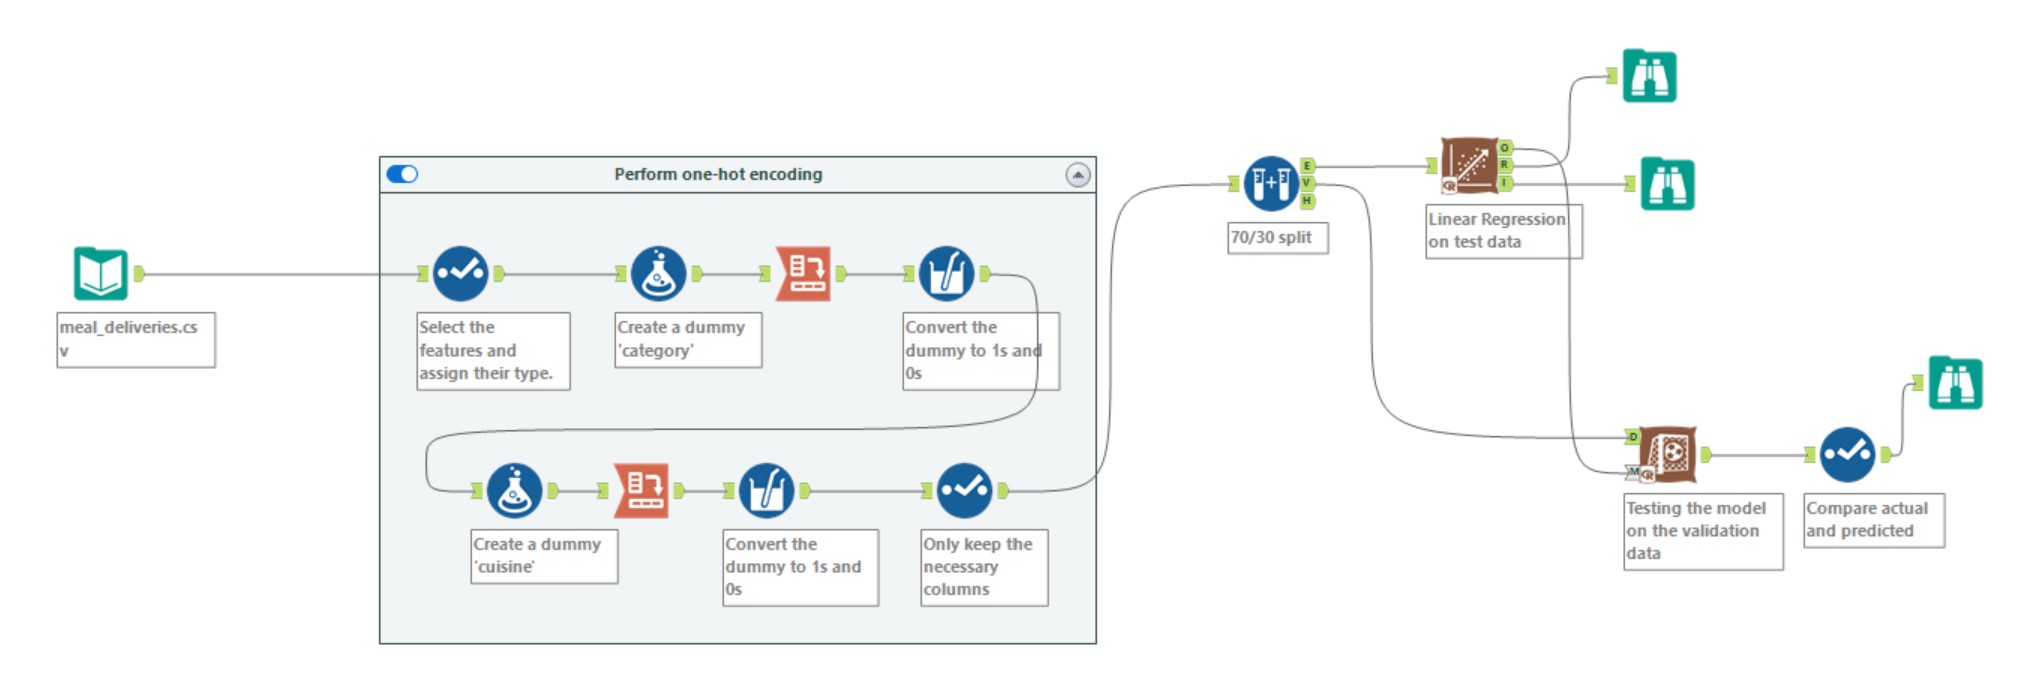 Perform one-hot encoding
meal_deliveries.cs
v
Select the
features and
assign their type.
Create a dummy
'category'
Convert the
dummy to 1s and
0s
Create a dummy
'cuisine'
Convert the
dummy to 1s and
0s
Only keep the
necessary
columns
E
V
H
70/30 split
O
R
I
R
Linear Regression
on test data
D
M
R
Testing the model
on the validation
data
Compare actual
and predicted